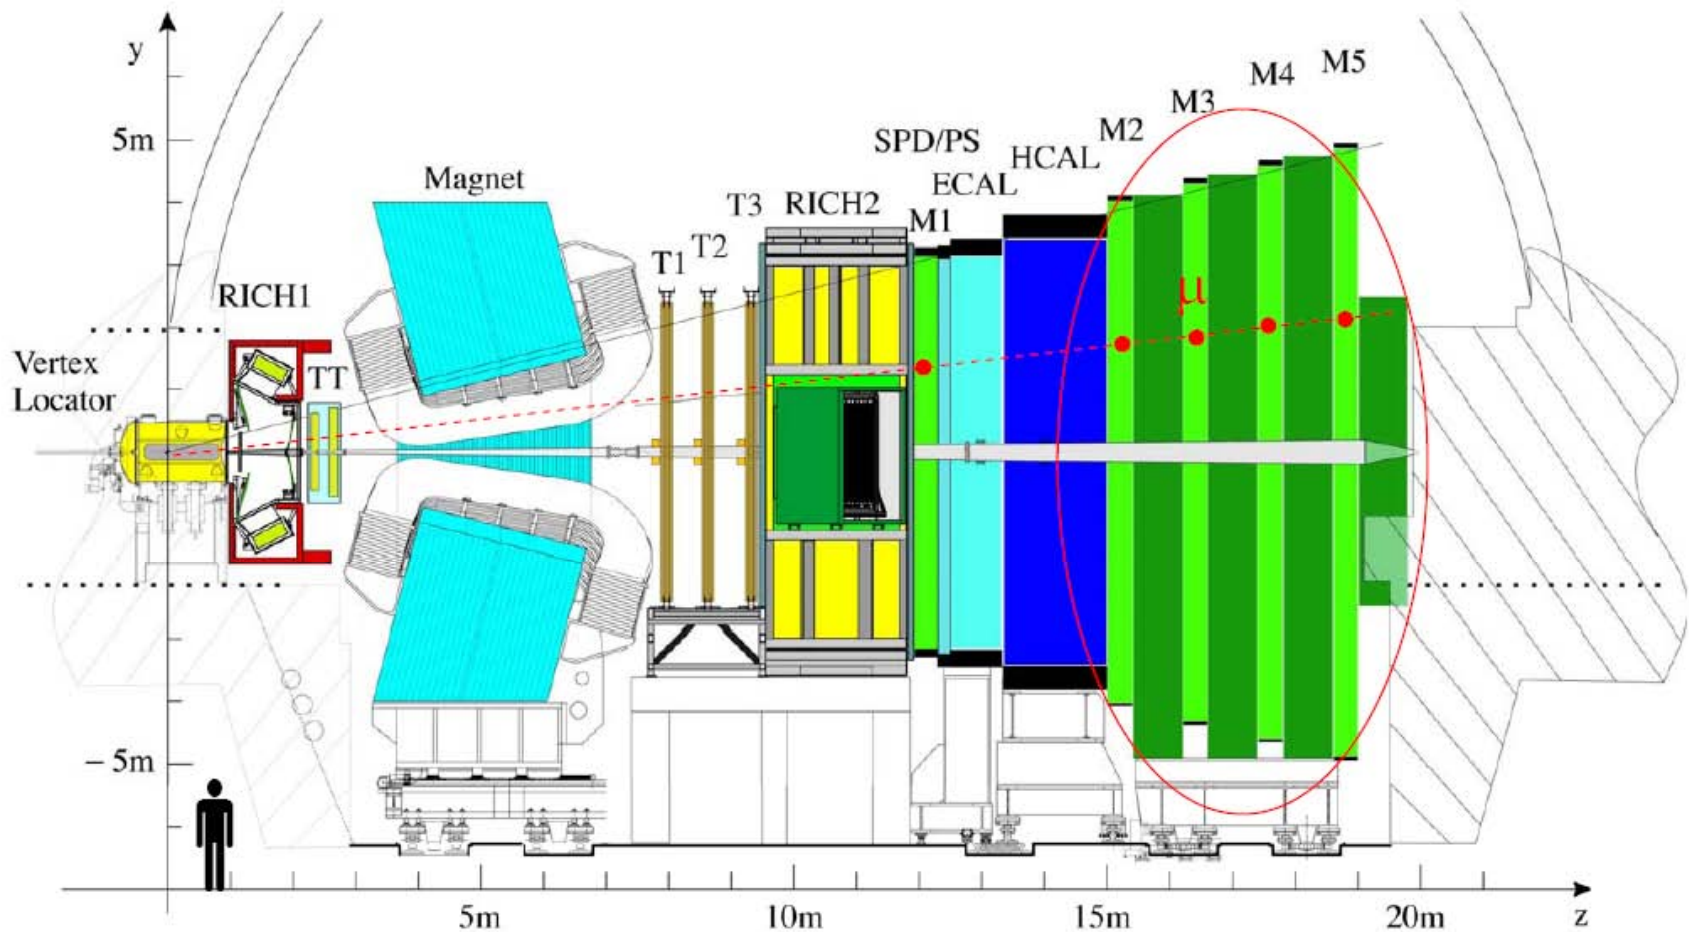 y
5m
Magnet
RICH1
Vertex
Locator
TT
T1
T2
T3
RICH2
M1
SPD/PS
ECAL
HCAL
M2
M3
M4
M5
μ
− 5m
5m
10m
15m
20m
z